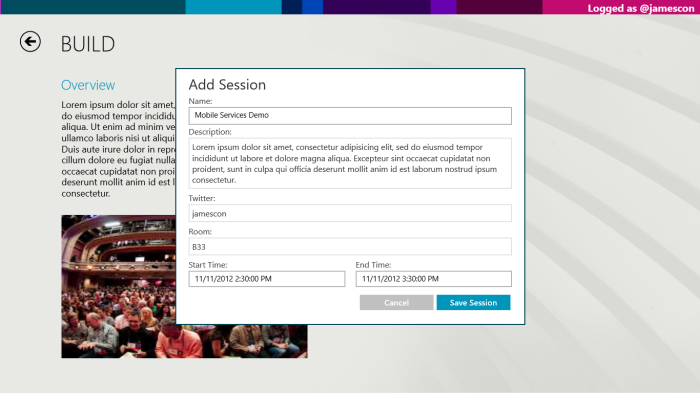 Logged as @jamescon
BUILD
Overview
Lorem ipsum dolor sit amet,
do eiusmod tempor incididu
aliqua. Ut enim ad minim ve
ullamco laboris nisi ut aliqui
Duis aute irure dolor in repr
cillum dolore eu fugiat nulla
occaecat cupidatat non proi
deserunt mollit anim id est l
consectetur.
Add Session
Name:
Mobile Services Demo
Description:
Lorem ipsum dolor sit amet, consectetur adipisicing elit, sed do eiusmod tempor
incididunt ut labore et dolore magna aliqua. Excepteur sint occaecat cupidatat non
proident, sunt in culpa qui officia deserunt mollit anim id est laborum nostrud ipsum
consectetur.
Twitter:
jamescon
Room:
B33
Start Time: End Time:
11/11/2012 2:30:00 PM 11/11/2012 3:30:00 PM
Cancel Save Session